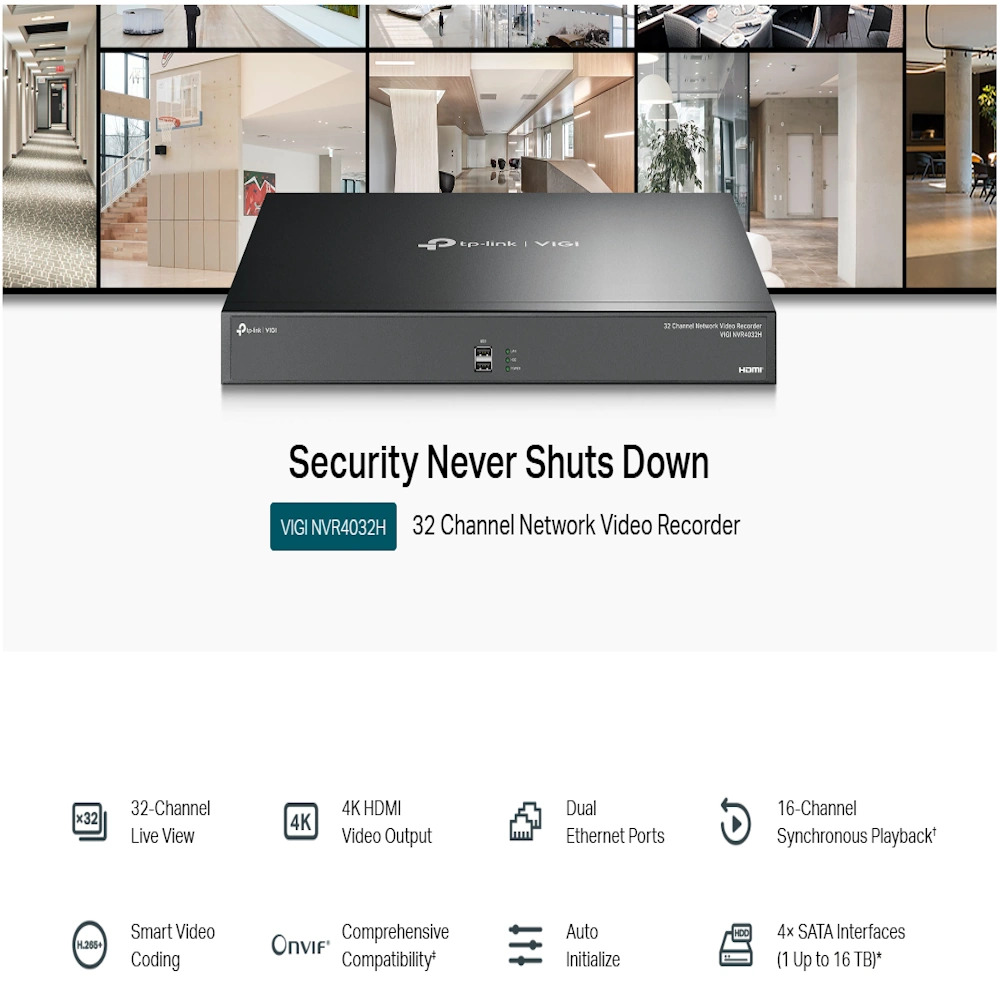 tp-link | VIGI
tp-link | VIGI
32 Channel Network Video Recorder
VIGI NVR4032H
HDMI
Security Never Shuts Down
VIGI NVR4032H
32 Channel Network Video Recorder
×32
32-Channel
Live View
4K
4K HDMI
Video Output
Dual
Ethernet Ports
16-Channel
Synchronous Playback†
H.265+
Smart Video
Coding
ONVIF®
Comprehensive
Compatibility‡
Auto
Initialize
HDD
4× SATA Interfaces
(1 Up to 16 TB)*